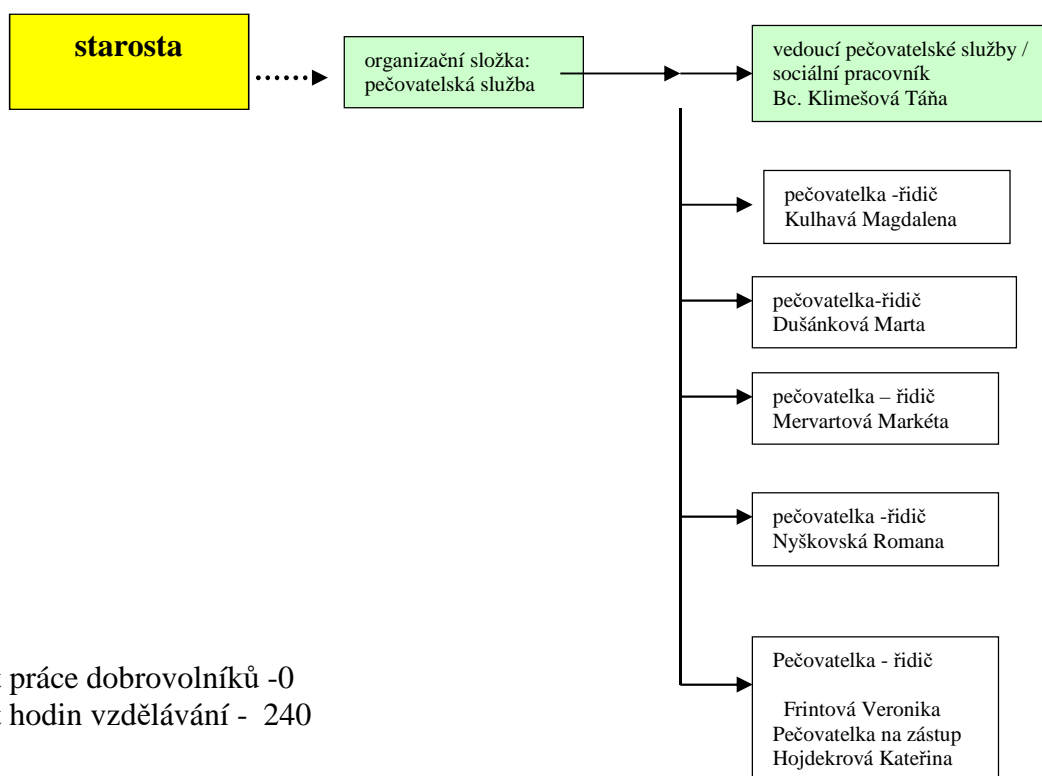 starosta
organizační složka:
pečovatelská služba
vedoucí pečovatelské služby /
sociální pracovník
Bc. Klimešová Táňa
pečovatelka -řidič
Kulhavá Magdalena
pečovatelka-řidič
Dušánková Marta
pečovatelka – řidič
Mervartová Markéta
pečovatelka -řidič
Nyškovská Romana
Pečovatelka - řidič
Frintová Veronika
Pečovatelka na zástup
Hojdekrová Kateřina
práce dobrovolníků -0
hodin vzdělávání - 240